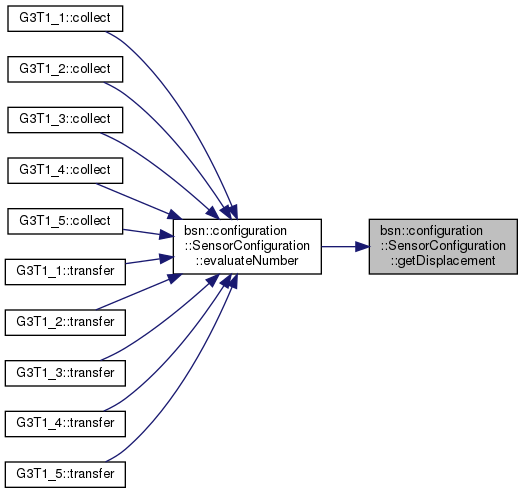 G3T1_1::collect
G3T1_2::collect
G3T1_3::collect
G3T1_4::collect
G3T1_5::collect
G3T1_1::transfer
G3T1_2::transfer
G3T1_3::transfer
G3T1_4::transfer
G3T1_5::transfer
bsn::configuration
::SensorConfiguration
::evaluateNumber
bsn::configuration
::SensorConfiguration
::getDisplacement